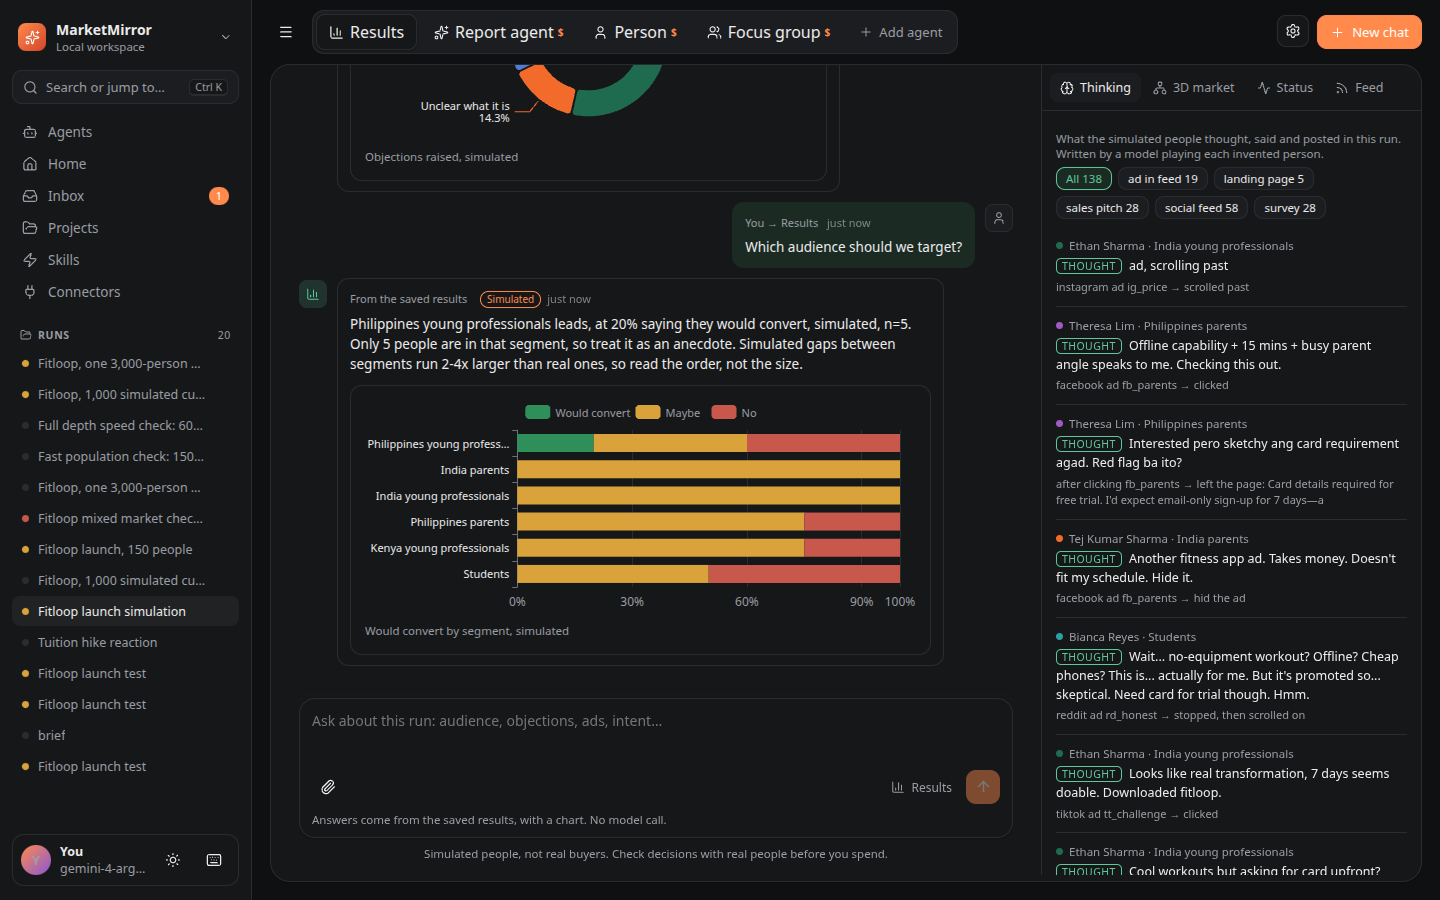 MarketMirror
Local workspace
Search or jump to...
Ctrl K
Agents
Home
Inbox
1
Projects
Skills
Connectors
RUNS
20
Fitloop, one 3,000-person ...
Fitloop, 1,000 simulated cu...
Full depth speed check: 60...
Fast population check: 150...
Fitloop, one 3,000-person ...
Fitloop mixed market chec...
Fitloop launch, 150 people
Fitloop, 1,000 simulated cu...
Fitloop launch simulation
Tuition hike reaction
Fitloop launch test
Fitloop launch test
brief
Fitloop launch test
Y
You
gemini-4-arg...
Results
Report agent $
Person $
Focus group $
Add agent
New chat
Unclear what it is
14.3%
Objections raised, simulated
You → Results just now
Which audience should we target?
From the saved results Simulated just now
Philippines young professionals leads, at 20% saying they would convert, simulated, n=5.
Only 5 people are in that segment, so treat it as an anecdote. Simulated gaps between
segments run 2-4x larger than real ones, so read the order, not the size.
Would convert Maybe No
Philippines young profess...
India parents
India young professionals
Philippines parents
Kenya young professionals
Students
0% 30% 60% 90% 100%
Would convert by segment, simulated
Ask about this run: audience, objections, ads, intent...
Results
Answers come from the saved results, with a chart. No model call.
Simulated people, not real buyers. Check decisions with real people before you spend.
Thinking
3D market
Status
Feed
What the simulated people thought, said and posted in this run.
Written by a model playing each invented person.
All 138
ad in feed 19
landing page 5
sales pitch 28
social feed 58
survey 28
Ethan Sharma · India young professionals
THOUGHT ad, scrolling past
instagram ad ig_price → scrolled past
Theresa Lim · Philippines parents
THOUGHT Offline capability + 15 mins + busy parent
angle speaks to me. Checking this out.
facebook ad fb_parents → clicked
Theresa Lim · Philippines parents
THOUGHT Interested pero sketchy ang card requirement
agad. Red flag ba ito?
after clicking fb_parents → left the page: Card details required for
free trial. I'd expect email-only sign-up for 7 days—a
Tej Kumar Sharma · India parents
THOUGHT Another fitness app ad. Takes money. Doesn't
fit my schedule. Hide it.
facebook ad fb_parents → hid the ad
Bianca Reyes · Students
THOUGHT Wait... no-equipment workout? Offline? Cheap
phones? This is... actually for me. But it's promoted so...
skeptical. Need card for trial though. Hmm.
reddit ad rd_honest → stopped, then scrolled on
Ethan Sharma · India young professionals
THOUGHT Looks like real transformation, 7 days seems
doable. Downloaded fitloop.
tiktok ad tt_challenge → clicked
Ethan Sharma · India young professionals
THOUGHT Cool workouts but asking for card upfront?